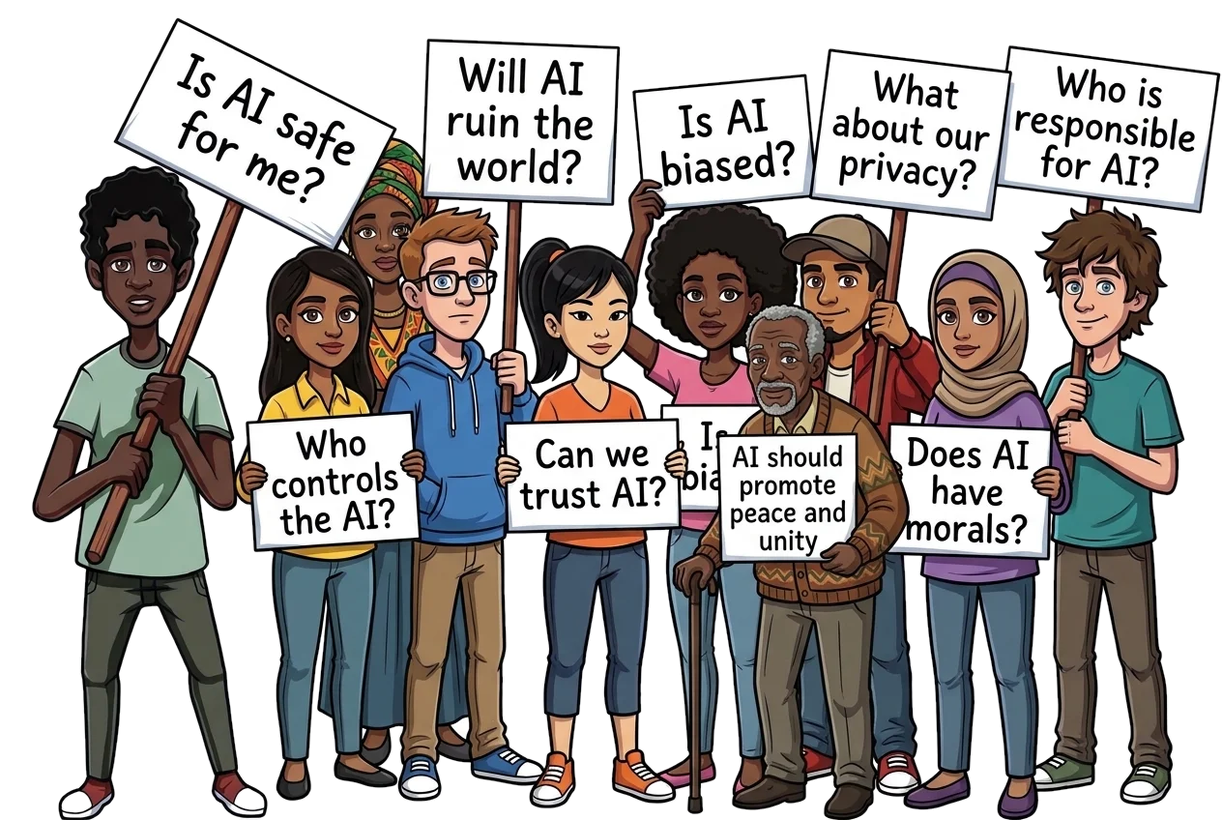 Is AI safe
for me?
Will AI
ruin the
world?
Is AI
biased?
What
about our
privacy?
Who is
responsible
for AI?
Who
controls
the AI?
Can we
trust AI?
Is
bia
AI should
promote
peace and
unity
Does AI
have
morals?